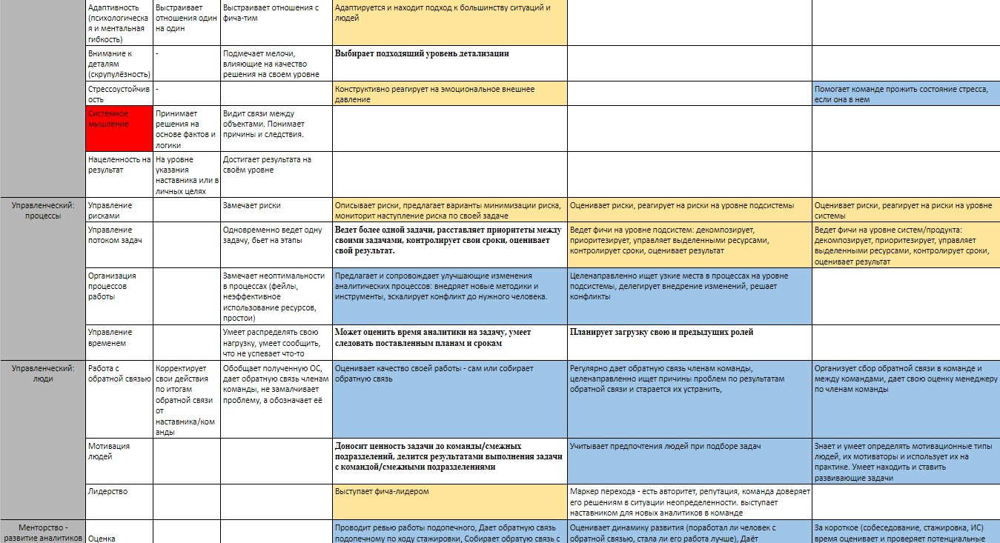 Адаптивность
(психологическа
я и ментальная
гибкость)
Выстраивает
отношения один
на один
Выстраивает отношения с
фича-тим
Адаптируется и находит подход к большинству ситуаций и
людей
Внимание к
деталям
(скрупулёзность)
-
Подмечает мелочи,
влияющие на качество
решения на своем уровне
Выбирает подходящий уровень детализации
Стрессоустойчив
ость
-
Конструктивно реагирует на эмоциональное внешнее
давление
Помогает команде прожить состояние стресса,
если она в нем
Системное
мышление
Принимает
решения на
основе фактов и
логики
Видит связи между
объектами. Понимает
причины и следствия.
Нацеленность на
результат
На уровне
указания
наставника или в
личных целях
Достигает результата на
своём уровне
Управленческий:
процессы
Управление
рисками
Замечает риски
Описывает риски, предлагает варианты минимизации риска,
мониторит наступление риска по своей задаче
Оценивает риски, реагирует на риски на уровне подсистемы
Оценивает риски, реагирует на риски на уровне
системы
Управление
потоком задач
Одновременно ведет одну
задачу, бьет на этапы
Ведет более одной задачи, расставляет приоритеты между
своими задачами, контролирует свои сроки, оценивает
свой результат.
Ведет фичи на уровне подсистем: декомпозирует,
приоритезирует, управляет выделенными ресурсами,
контролирует сроки, оценивает результат
Ведет фичи на уровне систем/продукта:
декомпозирует, приоритезирует, управляет
выделенными ресурсами, контролирует сроки,
оценивает результат
Организация
процессов
работы
Замечает неоптимальности
в процессах (фейлы,
неэффективное
использование ресурсов,
простои)
Предлагает и сопровождает улучшающие изменения
аналитических процессов: внедряет новые методики и
инструменты, эскалирует конфликт до нужного человека.
Целенаправленно ищет узкие места в процессах на уровне
подсистемы, делегирует внедрение изменений, решает
конфликты
Управление
временем
Умеет распределять свою
нагрузку, умеет сообщить,
что не успевает что-то
Может оценить время аналитики на задачу, умеет
следовать поставленным планам и срокам
Планирует загрузку свою и предыдущих ролей
Управленческий:
люди
Работа с
обратной связью
Корректирует
свои действия
по итогам
обратной связи
от
наставника/ком
анды
Обобщает полученную ОС,
дает обратную связь членам
команды, не замалчивает
проблему, а обозначает её
Оценивает качество своей работы - сам или собирает
обратную связь
Регулярно дает обратную связь членам команды,
целенаправленно ищет причины проблем по результатам
обратной связи и старается их устранить,
Организует сбор обратной связи в команде и
между командами, дает свою оценку менеджеру
по членам команды
Мотивация
людей
Доносит ценность задачи до команды/смежных
подразделений, делится результатами выполнения задачи
с командой/смежными подразделениями
Учитывает предпочтения людей при подборе задач
Знает и умеет определять мотивационные типы
людей, их мотиваторы и использует их на
практике. Умеет находить и ставить
развивающие задачи
Лидерство
Выступает фича-лидером
Маркер перехода - есть авторитет, репутация, команда доверяет
его решениям в ситуации неопределенности. выступает
наставником для новых аналитиков в команде
Менторство -
развитие аналитиков
Оценка
Проводит ревью работы подопечного, Дает обратную связь
подопечному по ходу стажировки, Собирает обратую связь с
Оценивает динамику развития (поработал ли человек с
обратной связью, стала ли его работа лучше), Даёт
За короткое (собеседование, стажировка, ИС)
время оценивает и проверяет потенциальные